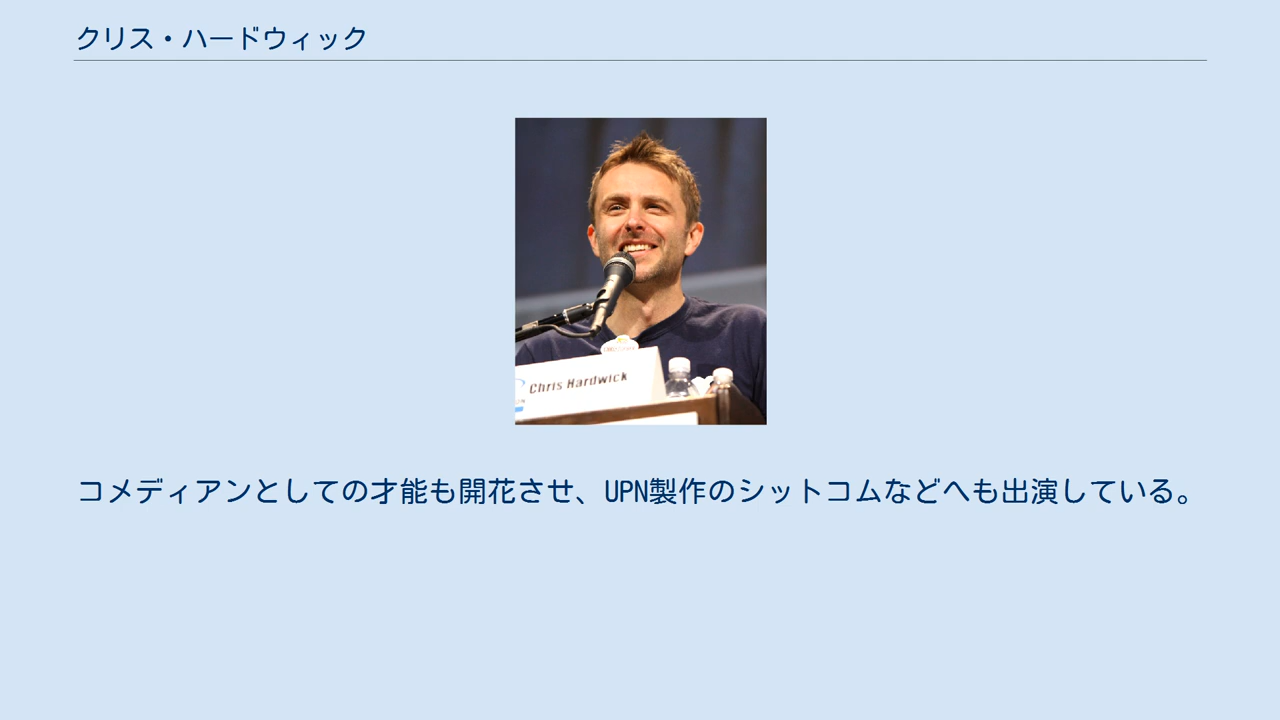 クリス・ハードウィック
Chris Hardwick
コメディアンとしての才能も開花させ、UPN製作のシットコムなどへも出演している。